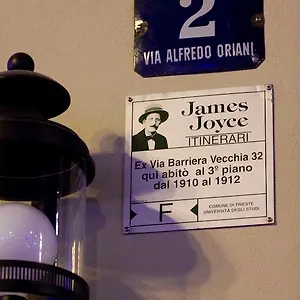 2
VIA ALFREDO ORIANI
James
Joyce
ITINERARI
Ex Via Barriera Vecchia 32
qui abitò al 3º piano
dal 1910 al 1912
F
COMUNE DI TRIESTE
UNIVERSITÀ DEGLI STUDI